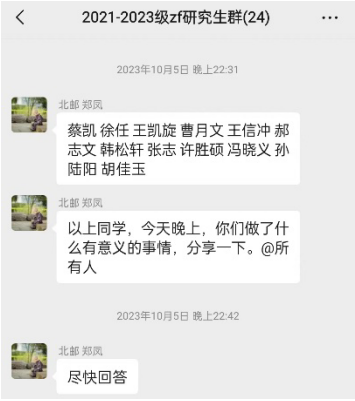 2021-2023级zf研究生群(24)
2023年10月5日 晚上22:31
北邮 郑凤
蔡凯 徐任 王凯旋 曹月文 王信冲 郝
志文 韩松轩 张志 许胜硕 冯晓义 孙
陆阳 胡佳玉
北邮 郑凤
以上同学，今天晚上，你们做了什
么有意义的事情，分享一下。@所
有人
2023年10月5日 晚上22:42
北邮 郑凤
尽快回答